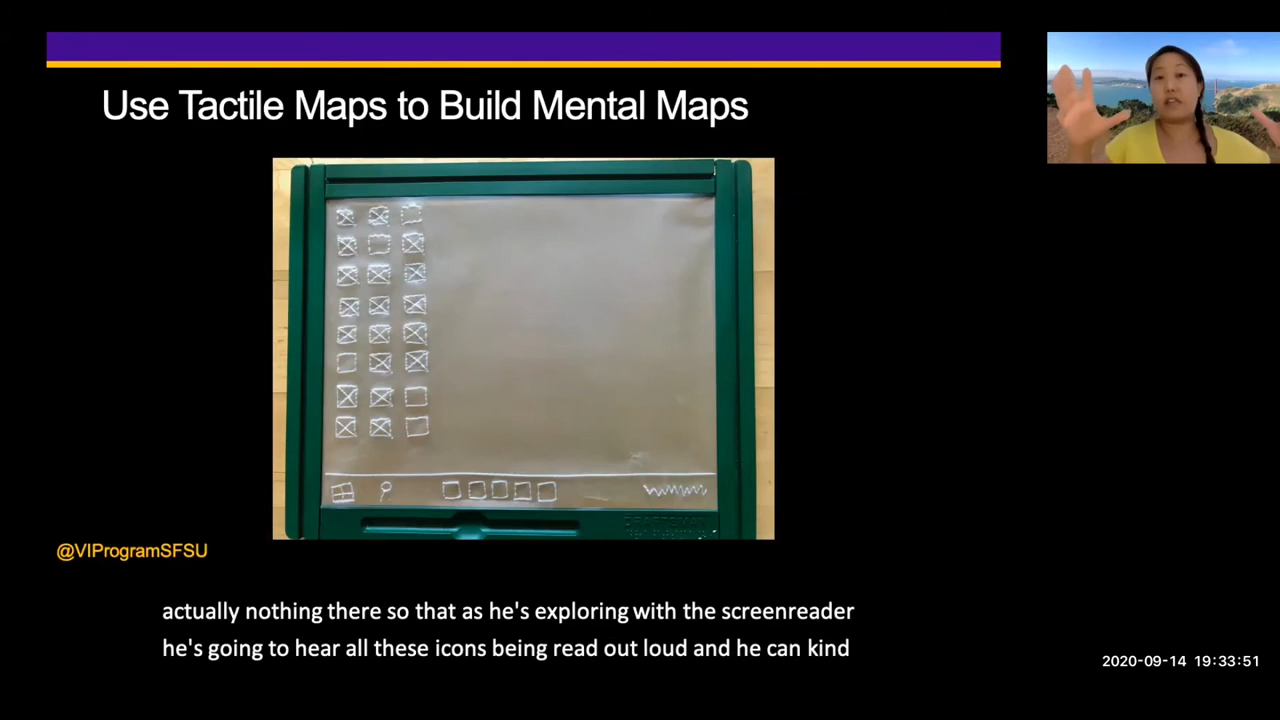 Use Tactile Maps to Build Mental Maps
@VIProgramSFSU
actually nothing there so that as he's exploring with the screenreader
he's going to hear all these icons being read out loud and he can kind
2020-09-14 19:33:51